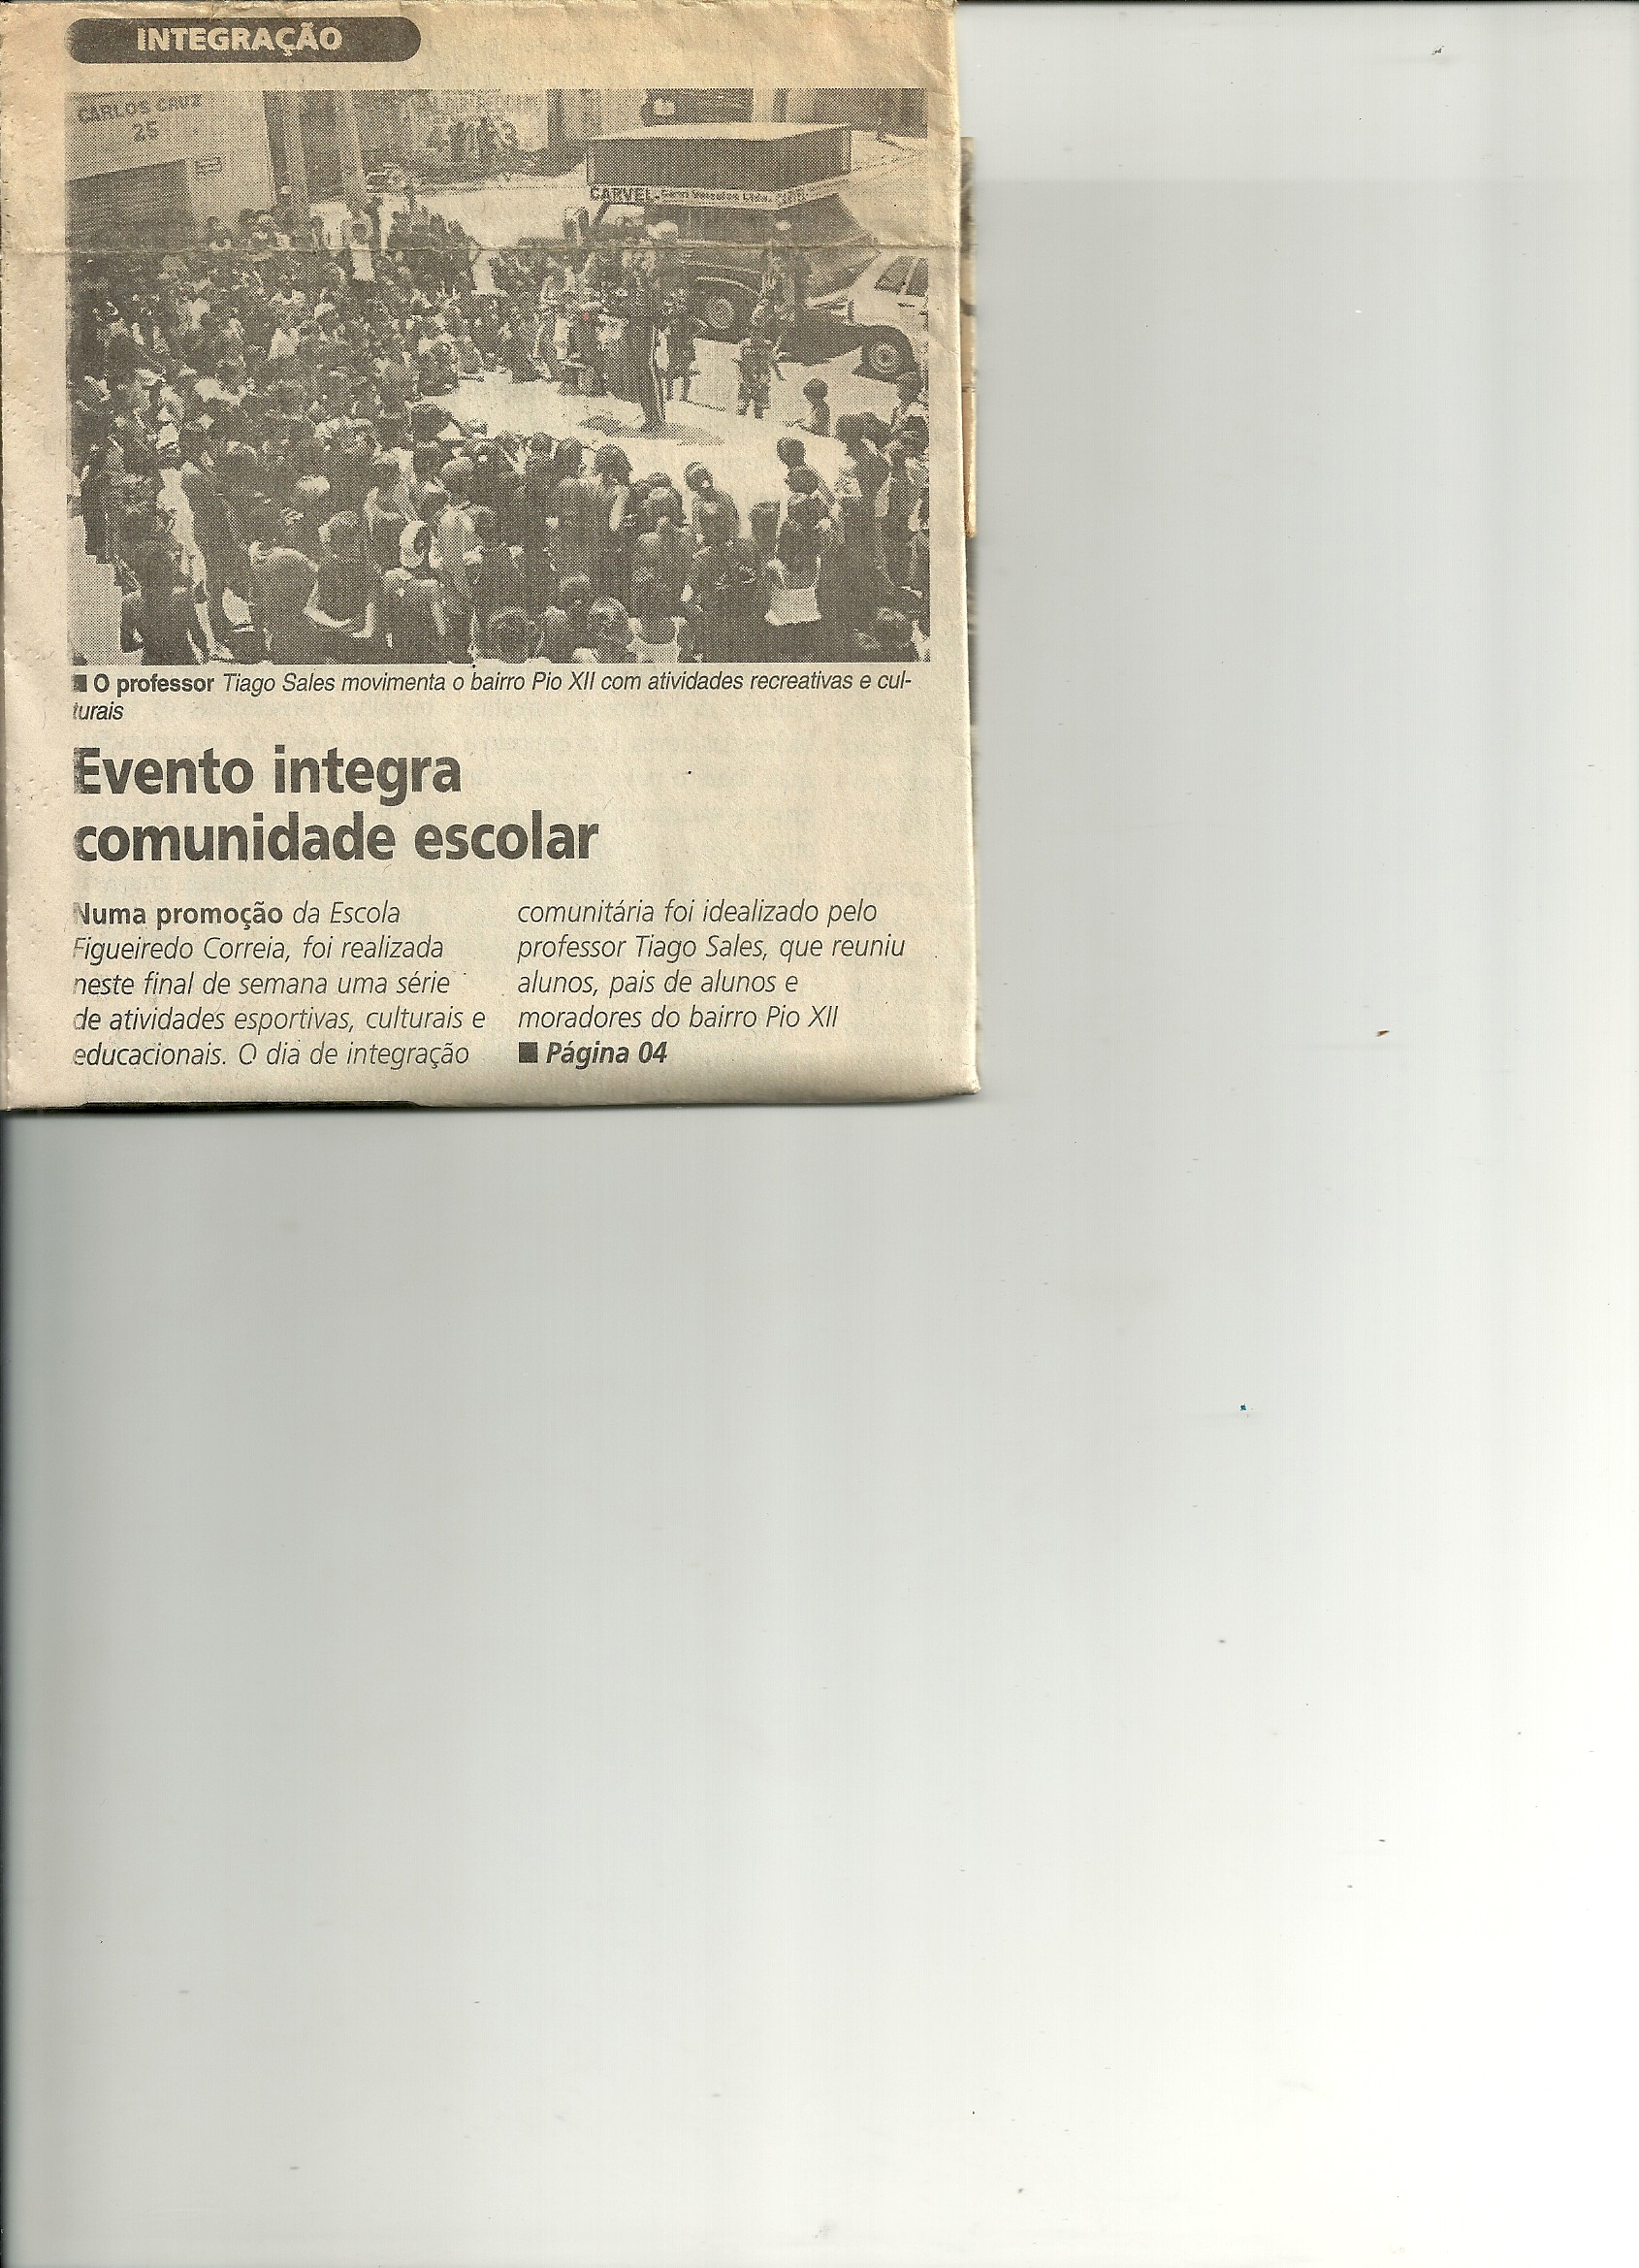 INTEGRAÇÃO
CARLOS CRUZ
25
CARVEL
■ O professor Tiago Sales movimenta o bairro Pio XII com atividades recreativas e cul-
turais
Evento integra
comunidade escolar
Numa promoção da Escola
Figueiredo Correia, foi realizada
neste final de semana uma série
de atividades esportivas, culturais e
educacionais. O dia de integração
comunitária foi idealizado pelo
professor Tiago Sales, que reuniu
alunos, pais de alunos e
moradores do bairro Pio XII
■ Página 04